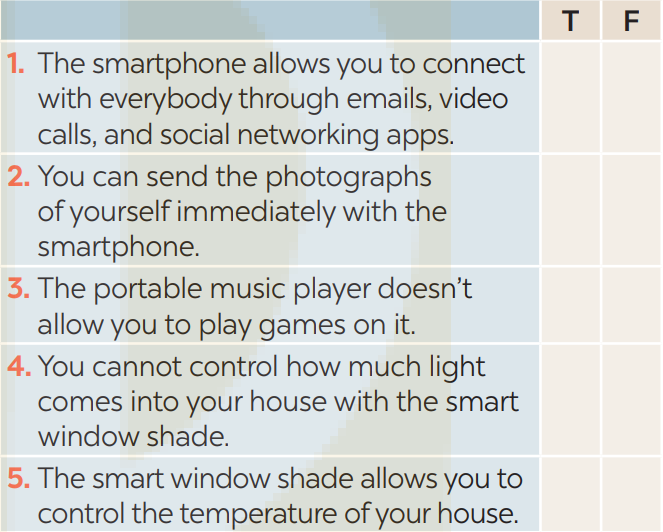 T F
1. The smartphone allows you to connect
with everybody through emails, video
calls, and social networking apps.
2. You can send the photographs
of yourself immediately with the
smartphone.
3. The portable music player doesn't
allow you to play games on it.
4. You cannot control how much light
comes into your house with the smart
window shade.
5. The smart window shade allows you to
control the temperature of your house.